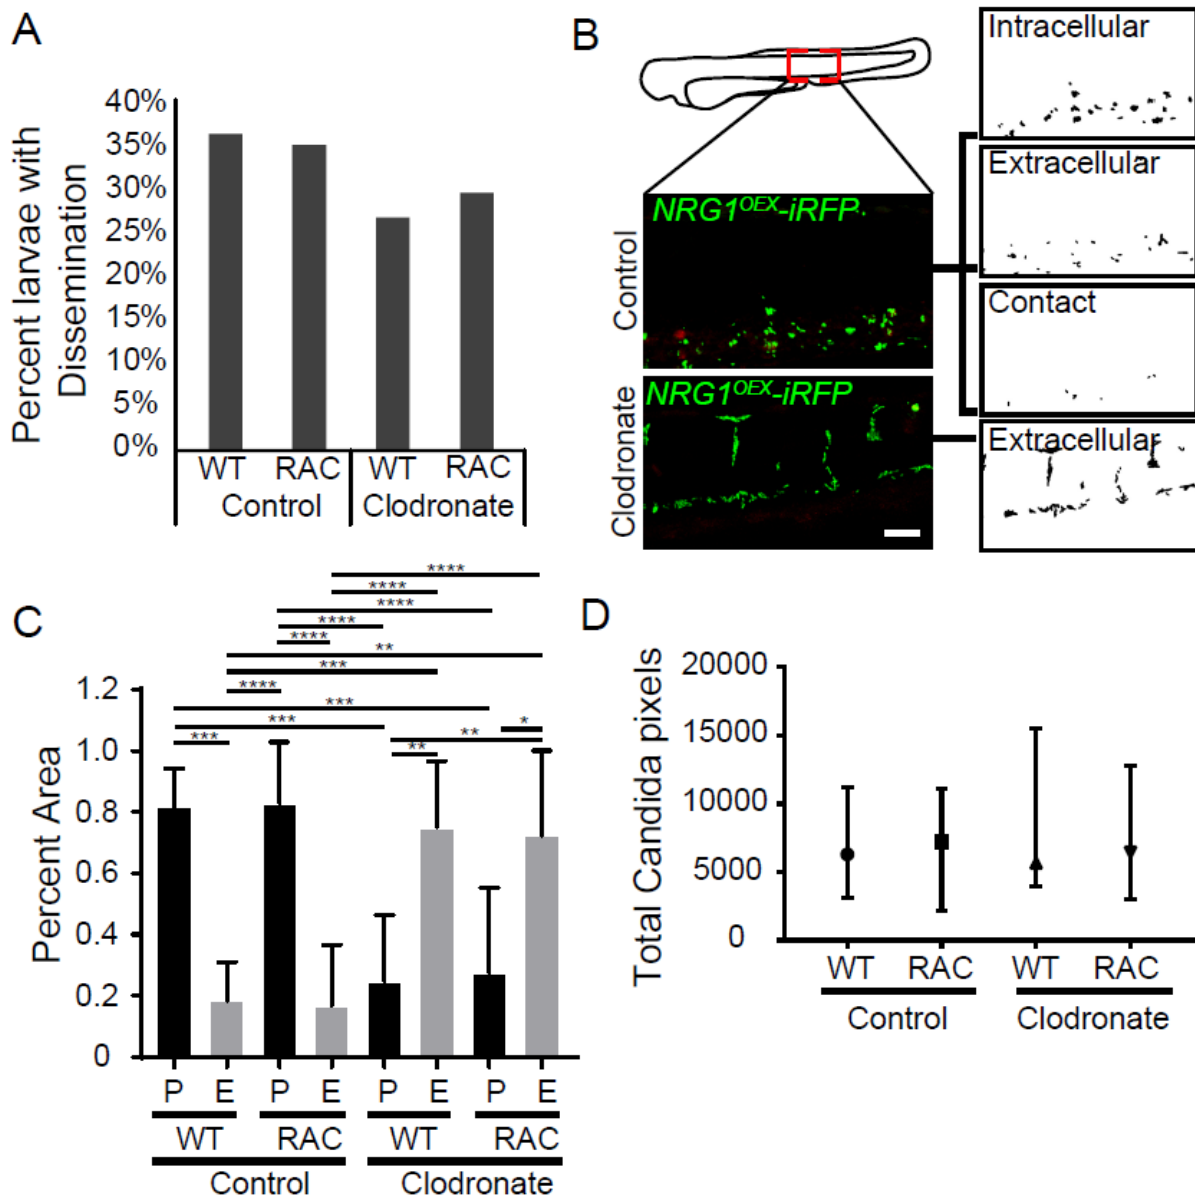 A
Percent larvae with
Dissemination
40%
35%
30%
25%
20%
15%
10%
5%
0%
WT RAC WT RAC
Control Clodronate
B
Control
NRG1OEX-iRFP
Clodronate
NRG1OEX-iRFP
Intracellular
Extracellular
Contact
Extracellular
C
Percent Area
****
****
****
****
****
**
***
****
***
***
*
**
***
**
1.2
1.0
0.8
0.6
0.4
0.2
0
P E P E P E P E
WT RAC WT RAC
Control Clodronate
D
Total Candida pixels
20000
15000
10000
5000
0
WT RAC WT RAC
Control Clodronate